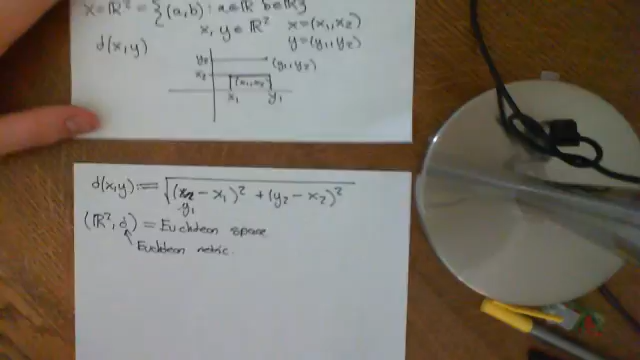 X = ℝ² = {(a, b) : a ∈ ℝ b ∈ ℝ}
x, y ∈ ℝ² x = (x₁, x₂)
d(x,y) y = (y₁, y₂)
y₂ (y₁, y₂)
x₂ (x₁, x₂)
x₁ y₁
d(x,y) := √(( y₁ - x₁)² + (y₂ - x₂)²)
(ℝ², d) = Euclidean space
Euclidean metric.